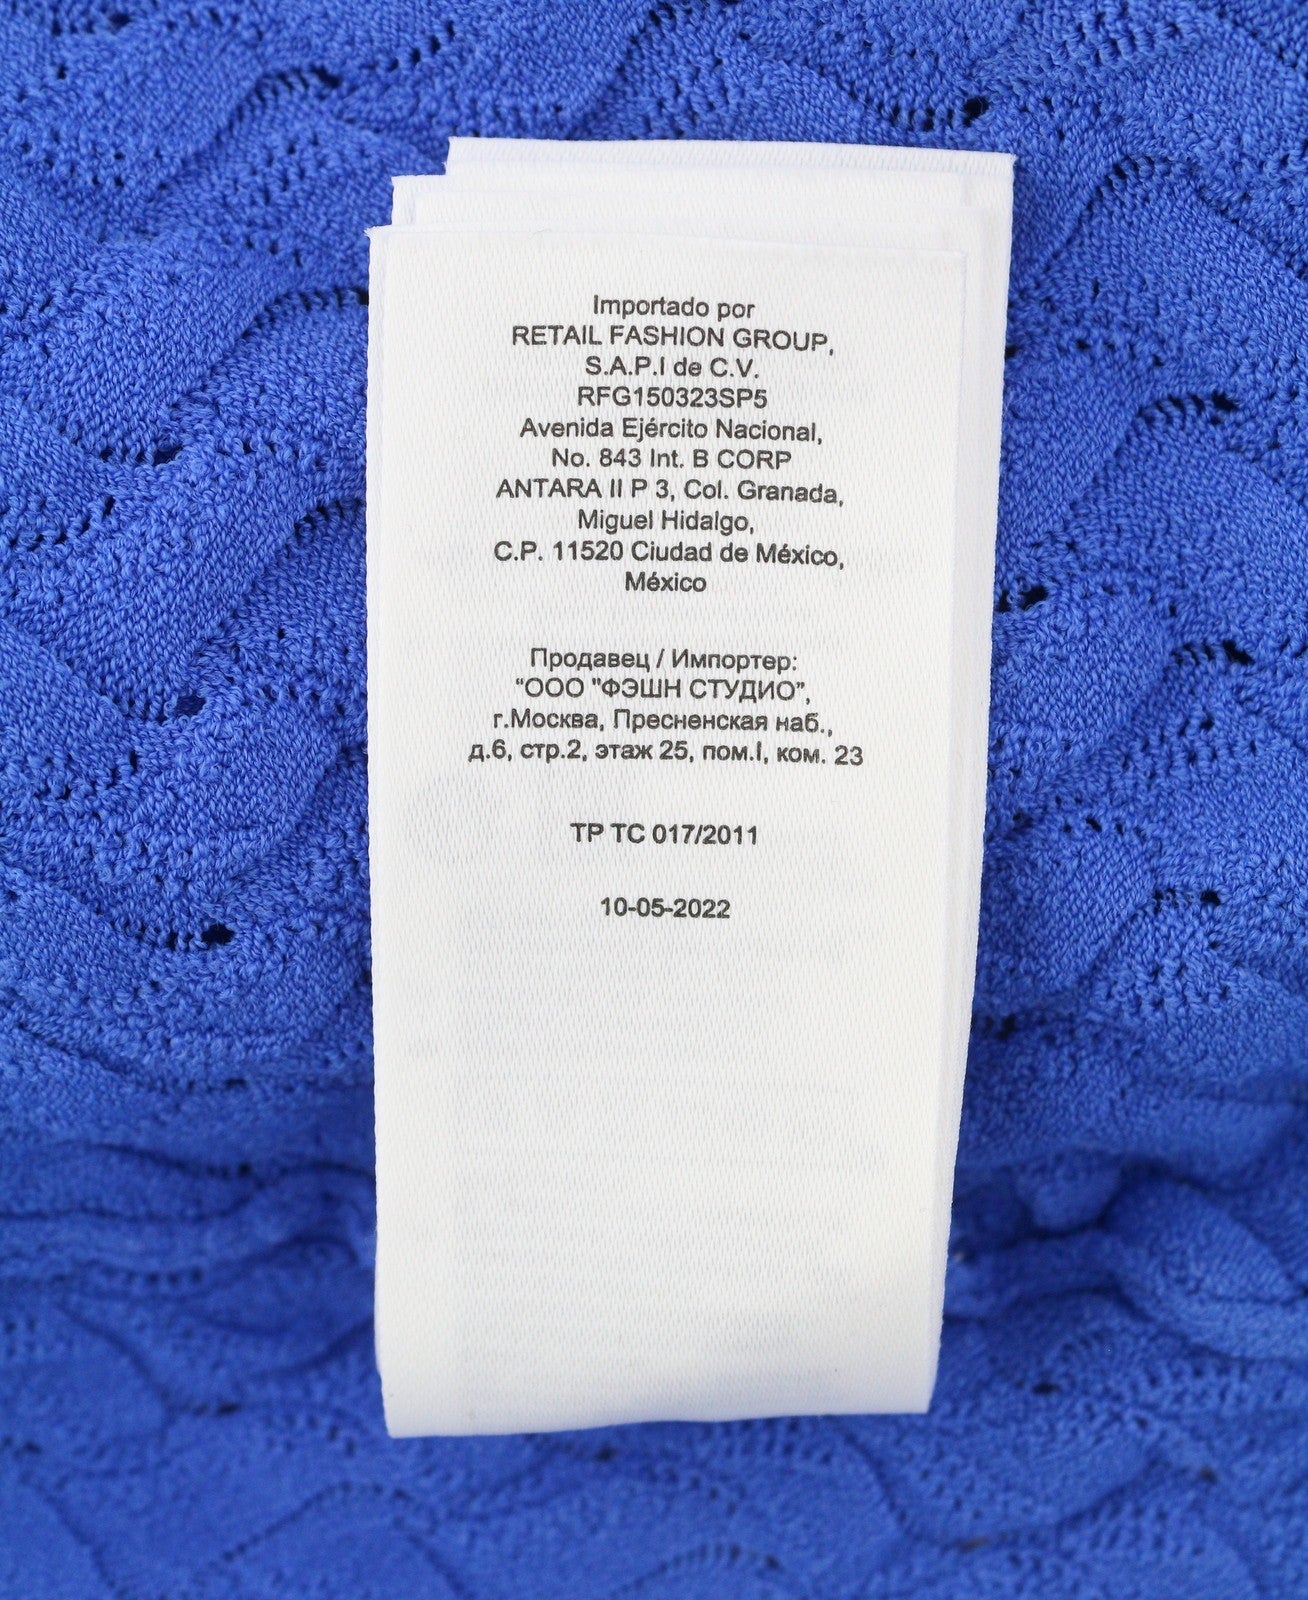 Importado por
RETAIL FASHION GROUP,
S.A.P.I de C.V.
RFG150323SP5
Avenida Ejército Nacional,
No. 843 Int. B CORP
ANTARA II P 3, Col. Granada,
Miguel Hidalgo,
C.P. 11520 Ciudad de México,
México
Продавец / Импортер:
“ООО "ФЭШН СТУДИО”,
г.Москва, Пресненская наб.,
д.6, стр.2, этаж 25, пом.I, ком. 23
ТР ТС 017/2011
10-05-2022